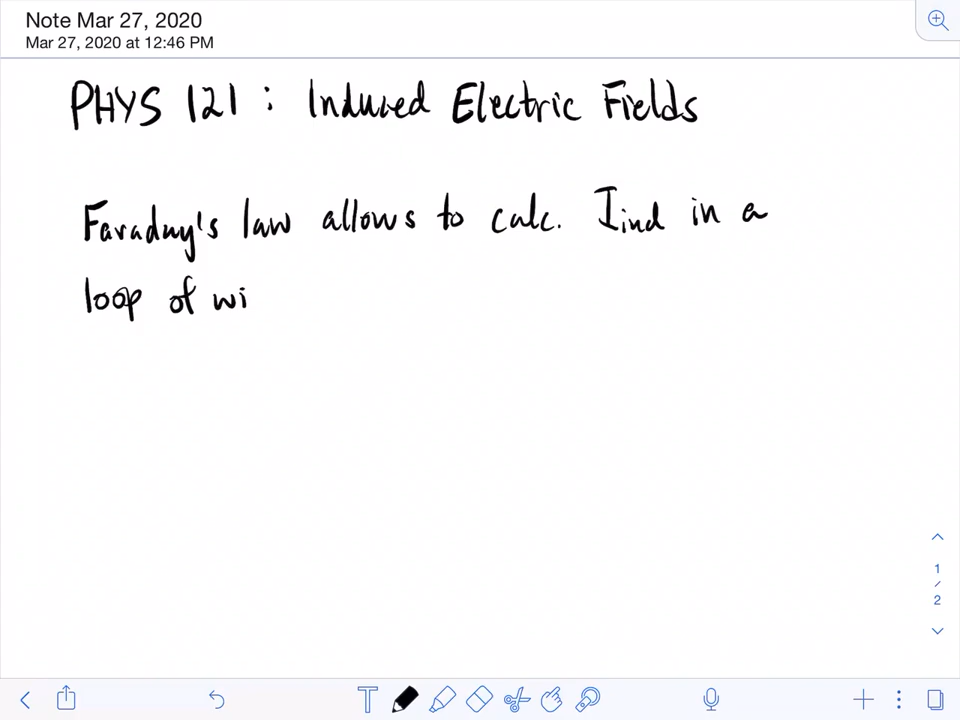 Note Mar 27, 2020
Mar 27, 2020 at 12:46 PM
PHYS 121 : Induced Electric Fields
Faraday's law allows to calc. Iind in a
loop of wi
1
/
2
T